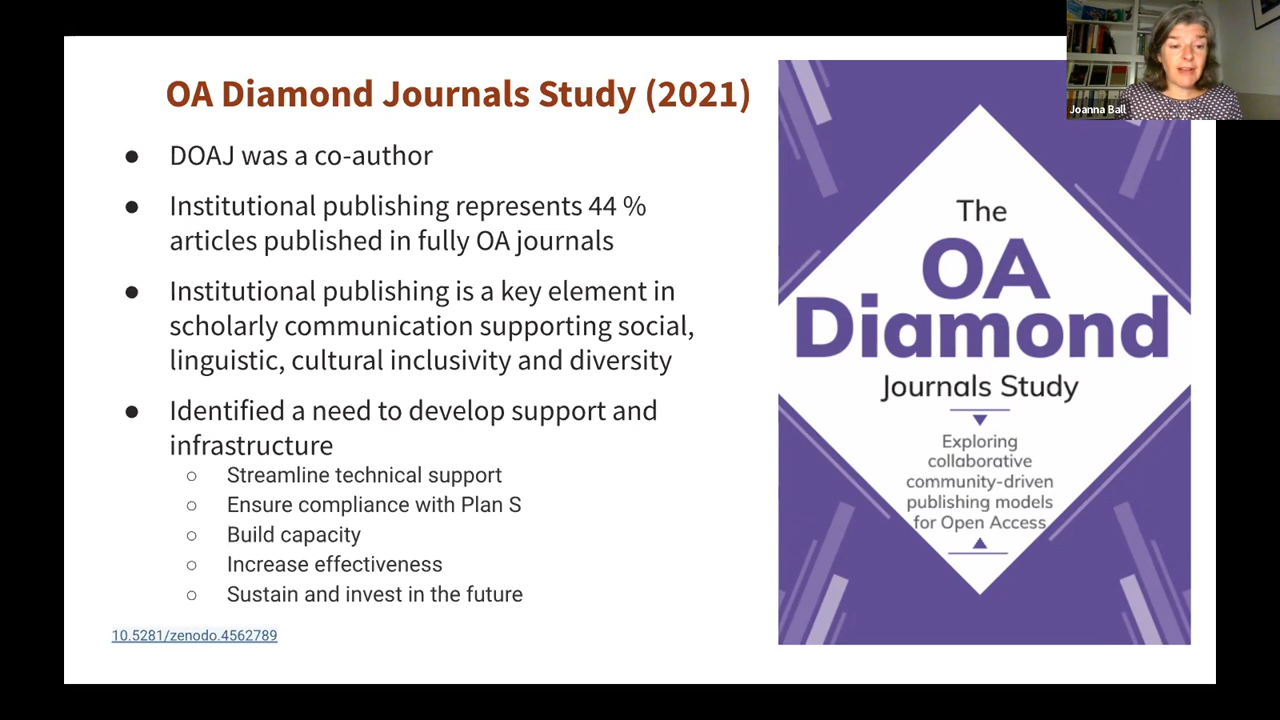 OA Diamond Journals Study (2021)
● DOAJ was a co-author
● Institutional publishing represents 44 %
articles published in fully OA journals
● Institutional publishing is a key element in
scholarly communication supporting social,
linguistic, cultural inclusivity and diversity
● Identified a need to develop support and
infrastructure
○ Streamline technical support
○ Ensure compliance with Plan S
○ Build capacity
○ Increase effectiveness
○ Sustain and invest in the future
10.5281/zenodo.4562789
The
OA
Diamond
Journals Study
Exploring
collaborative
community-driven
publishing models
for Open Access
Joanna Ball